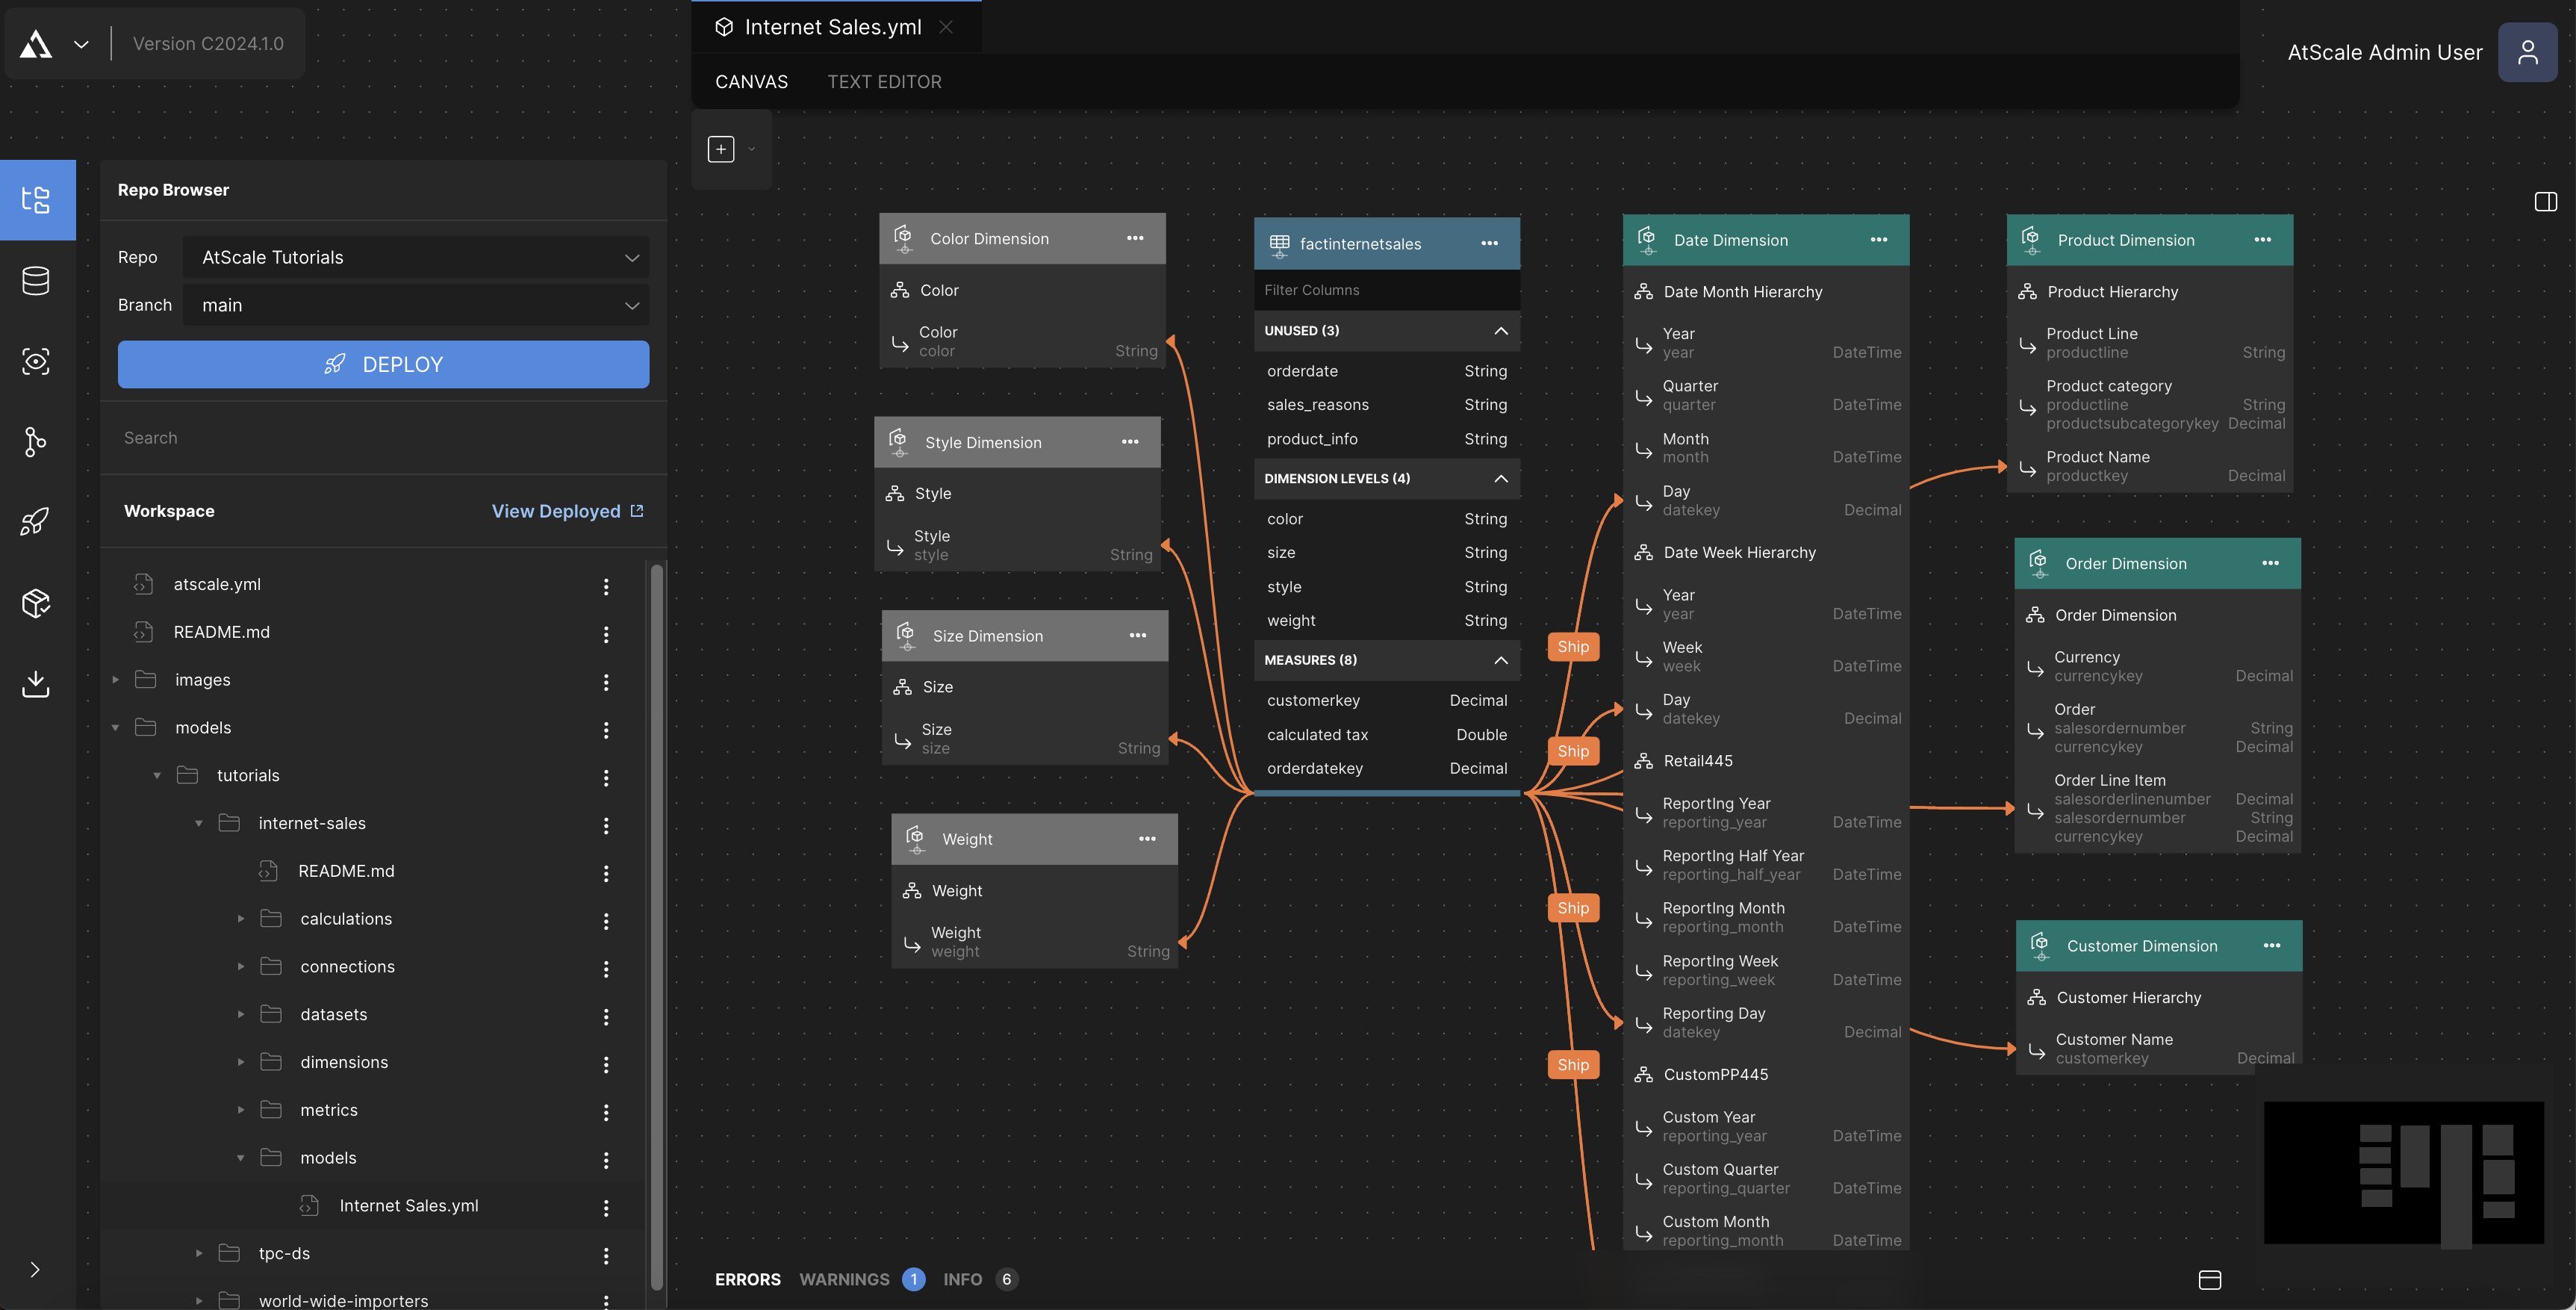 Version C2024.1.0
Internet Sales.yml
AtScale Admin User
CANVAS TEXT EDITOR
Repo Browser
Repo AtScale Tutorials
Branch main
DEPLOY
Search
Workspace View Deployed
atscale.yml
README.md
images
models
tutorials
internet-sales
README.md
calculations
connections
datasets
dimensions
metrics
models
Internet Sales.yml
tpc-ds
world-wide-importers
Color Dimension
Color
Color
color String
Style Dimension
Style
Style
style String
Size Dimension
Size
Size
size String
Weight
Weight
Weight
weight String
factinternetsales
Filter Columns
UNUSED (3)
orderdate String
sales_reasons String
product_info String
DIMENSION LEVELS (4)
color String
size String
style String
weight String
MEASURES (8)
customerkey Decimal
calculated tax Double
orderdatekey Decimal
Ship
Ship
Ship
Ship
Date Dimension
Date Month Hierarchy
Year
year DateTime
Quarter
quarter DateTime
Month
month DateTime
Day
datekey Decimal
Date Week Hierarchy
Year
year DateTime
Week
week DateTime
Day
datekey Decimal
Retail445
ReportIng Year
reporting_year DateTime
ReportIng Half Year
reporting_half_year DateTime
ReportIng Month
reporting_month DateTime
ReportIng Week
reporting_week DateTime
Reporting Day
datekey Decimal
CustomPP445
Custom Year
reporting_year DateTime
Custom Quarter
reporting_quarter DateTime
Custom Month
reporting_month DateTime
Product Dimension
Product Hierarchy
Product Line
productline String
Product category
productline String
productsubcategorykey Decimal
Product Name
productkey Decimal
Order Dimension
Order Dimension
Currency
currencykey Decimal
Order
salesordernumber String
currencykey Decimal
Order Line Item
salesorderlinenumber Decimal
salesordernumber String
currencykey Decimal
Customer Dimension
Customer Hierarchy
Customer Name
customerkey Decimal
ERRORS WARNINGS 1 INFO 6